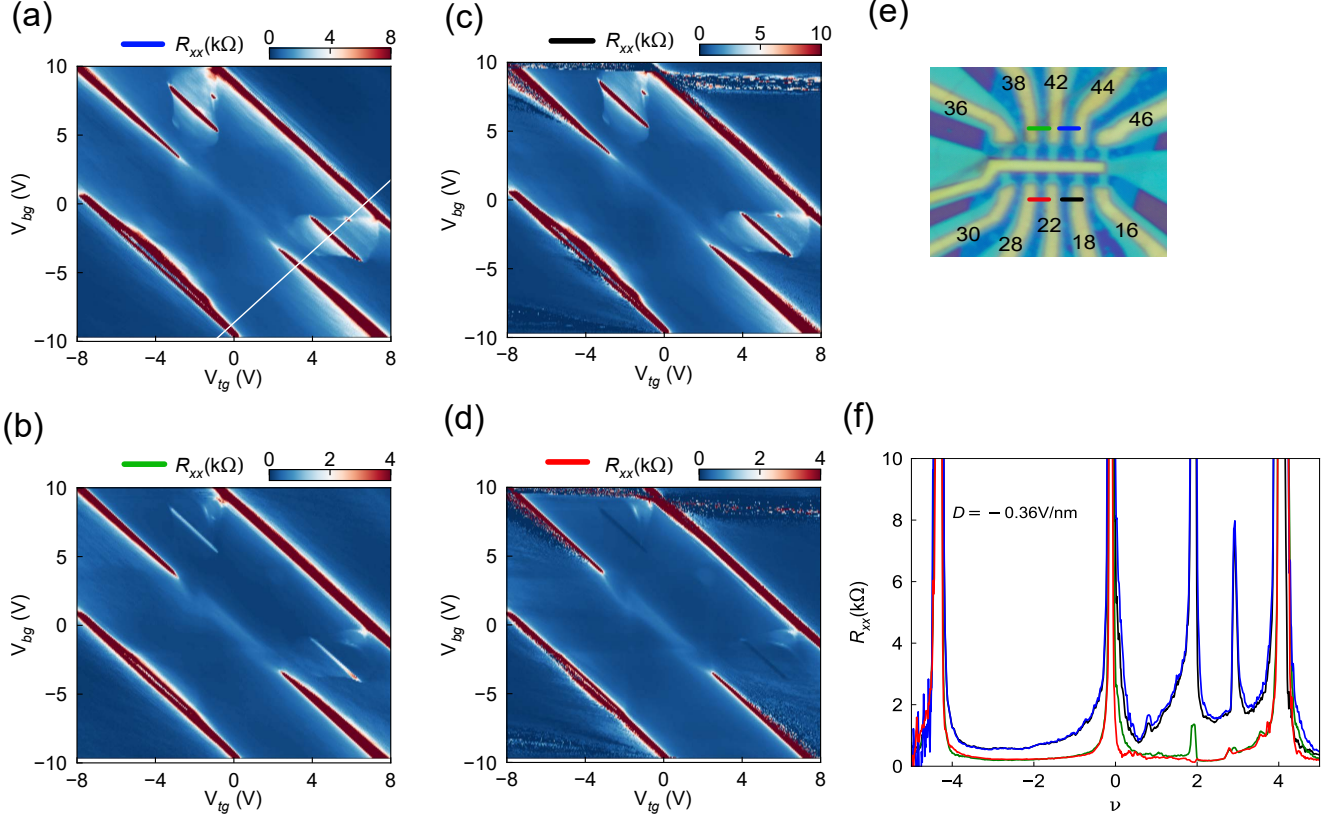 (a)
R_xx(kΩ)
0 4 8
10
5
0
−5
−10
V_bg (V)
−8 −4 0 4 8
V_tg (V)
(c)
R_xx(kΩ)
0 5 10
10
5
0
−5
−10
V_bg (V)
−8 −4 0 4 8
V_tg (V)
(e)
36
38
42
44
46
30
28
22
18
16
(b)
R_xx(kΩ)
0 2 4
10
5
0
−5
−10
V_bg (V)
−8 −4 0 4 8
V_tg (V)
(d)
R_xx(kΩ)
0 2 4
10
5
0
−5
−10
V_bg (V)
−8 −4 0 4 8
V_tg (V)
(f)
10
8
6
4
2
0
R_xx(kΩ)
D = −0.36V/nm
−4 −2 0 2 4
ν